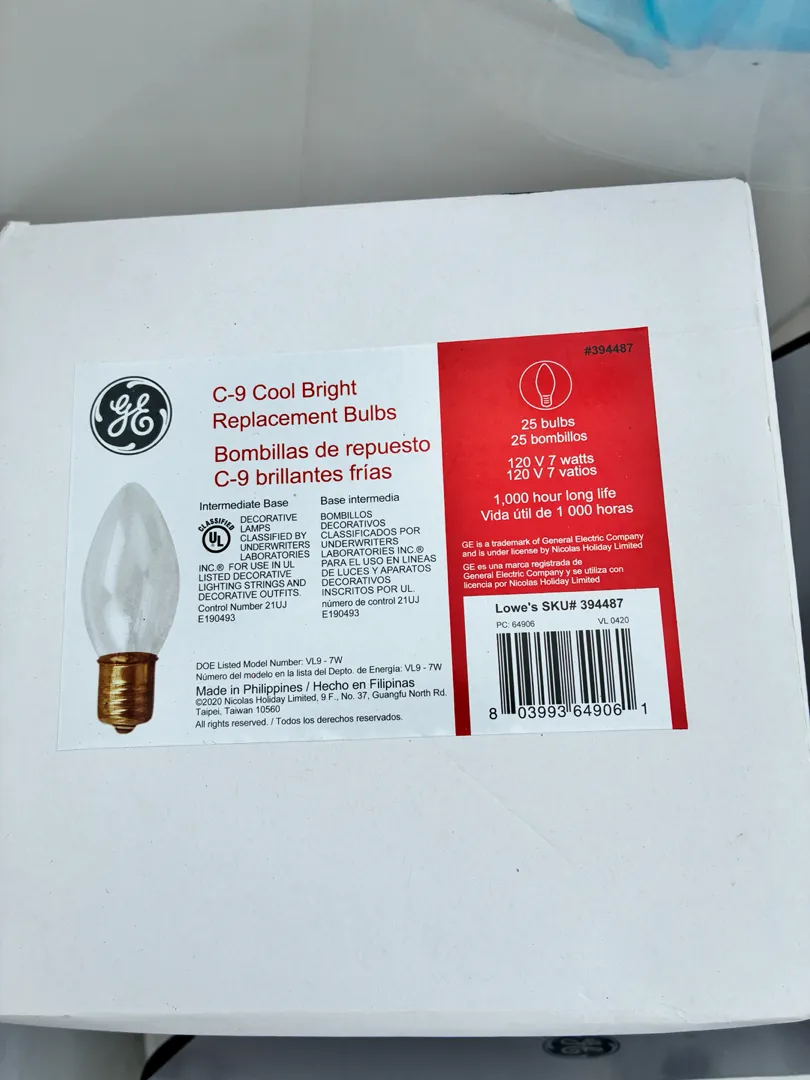 #394487
GE
C-9 Cool Bright
Replacement Bulbs
Bombillas de repuesto
C-9 brillantes frías
Intermediate Base
CLASSIFIED
UL
DECORATIVE
LAMPS
CLASSIFIED BY
UNDERWRITERS
LABORATORIES
INC.® FOR USE IN UL
LISTED DECORATIVE
LIGHTING STRINGS AND
DECORATIVE OUTFITS.
Control Number 21UJ
E190493
Base intermedia
BOMBILLOS
DECORATIVOS
CLASIFICADOS POR
UNDERWRITERS
LABORATORIES INC.®
PARA EL USO EN LINEAS
DE LUCES Y APARATOS
DECORATIVOS
INSCRITOS POR UL.
número de control 21UJ
E190493
DOE Listed Model Number: VL9 - 7W
Número del modelo en la lista del Depto. de Energía: VL9 - 7W
Made in Philippines / Hecho en Filipinas
©2020 Nicolas Holiday Limited, 9 F., No. 37, Guangfu North Rd.
Taipei, Taiwan 10560
All rights reserved. / Todos los derechos reservados.
25 bulbs
25 bombillos
120 V 7 watts
120 V 7 vatios
1,000 hour long life
Vida útil de 1 000 horas
GE is a trademark of General Electric Company
and is under license by Nicolas Holiday Limited
GE es una marca registrada de
General Electric Company y se utiliza con
licencia por Nicolas Holiday Limited
Lowe's SKU# 394487
PC: 64906 VL 0420
8 03993 64906 1
GE